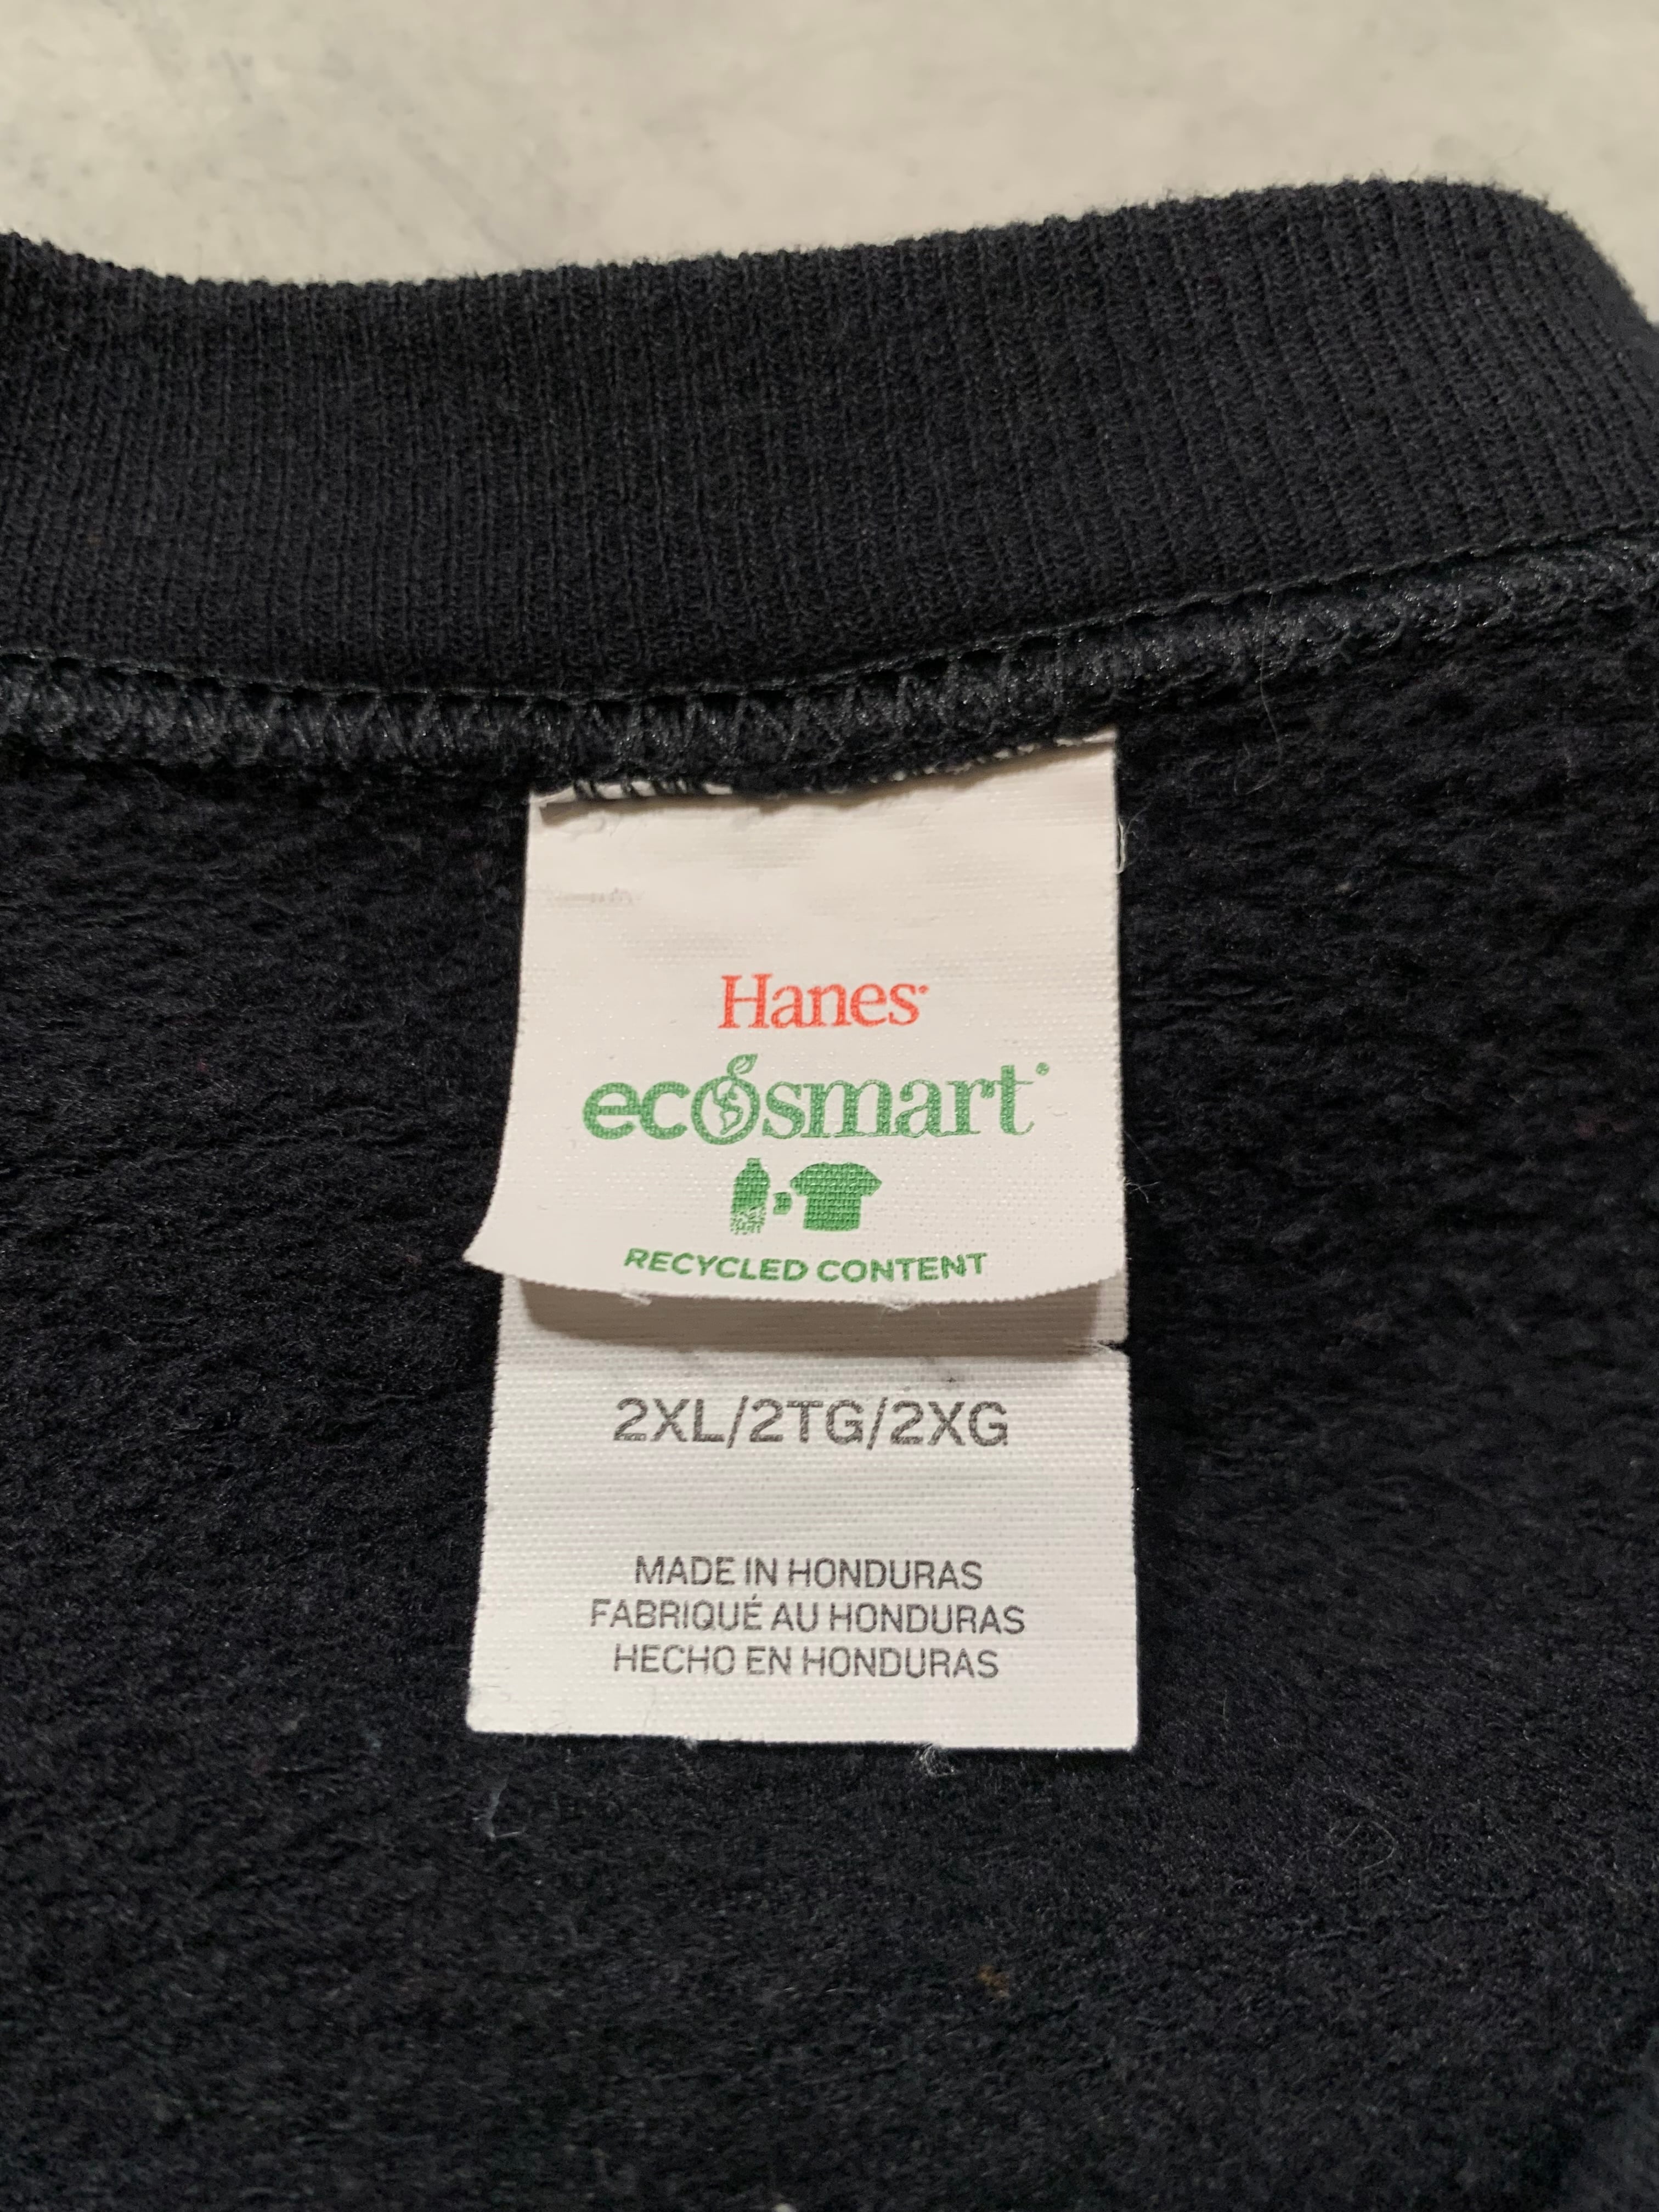 Hanes
ecosmart
RECYCLED CONTENT
2XL/2TG/2XG
MADE IN HONDURAS
FABRIQUÉ AU HONDURAS
HECHO EN HONDURAS